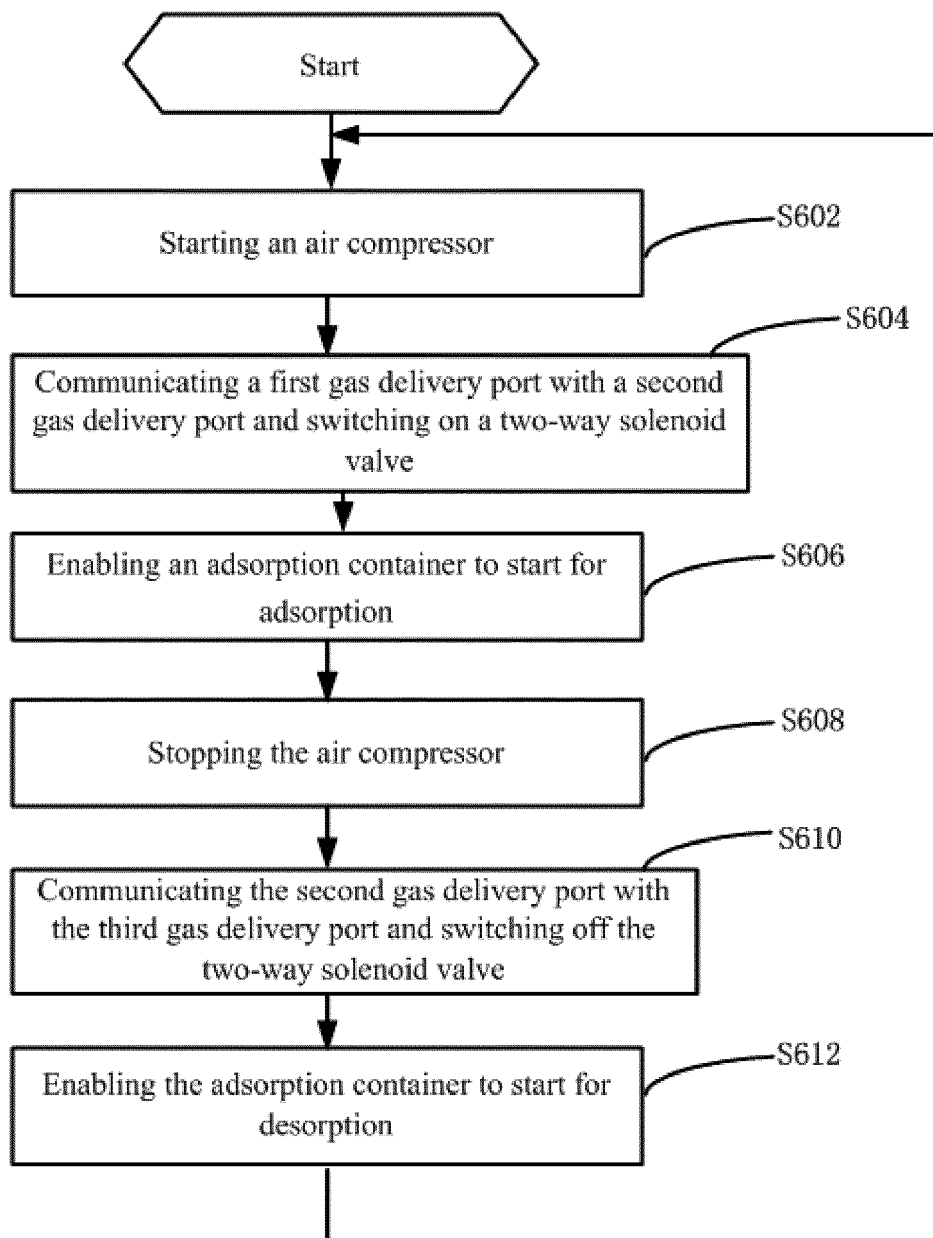 Start
Starting an air compressor
S602
Communicating a first gas delivery port with a second
gas delivery port and switching on a two-way solenoid
valve
S604
Enabling an adsorption container to start for
adsorption
S606
Stopping the air compressor
S608
Communicating the second gas delivery port with
the third gas delivery port and switching off the
two-way solenoid valve
S610
Enabling the adsorption container to start for
desorption
S612